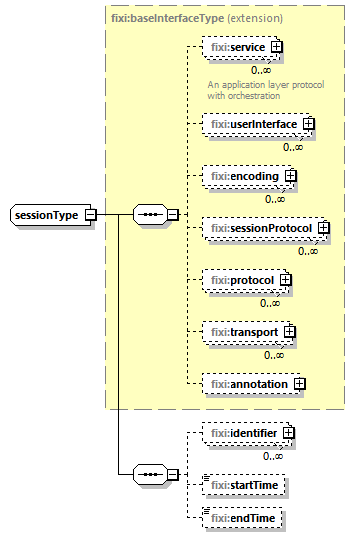 fixi:baseInterfaceType (extension)
fixi:service
0..∞
An application layer protocol
with orchestration
fixi:userInterface
0..∞
fixi:encoding
0..∞
sessionType
fixi:sessionProtocol
0..∞
fixi:protocol
0..∞
fixi:transport
0..∞
fixi:annotation
fixi:identifier
0..∞
fixi:startTime
fixi:endTime